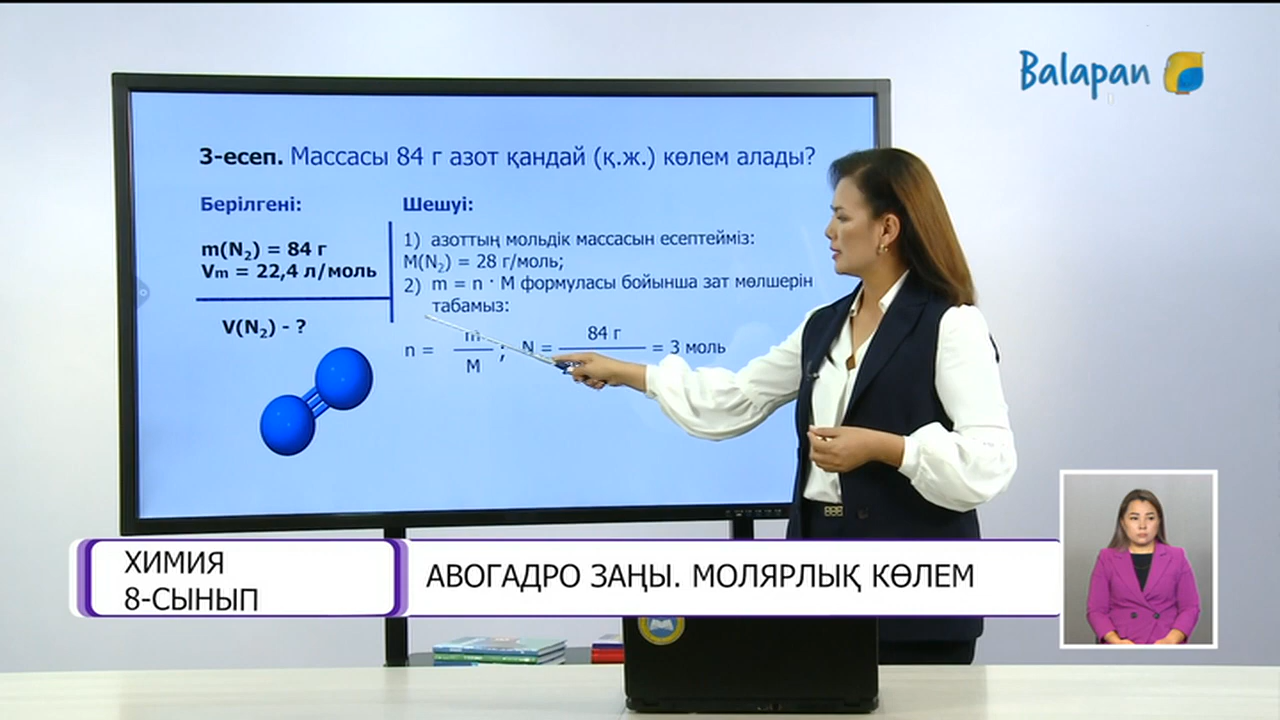 Balapan
3-есеп. Массасы 84 г азот қандай (қ.ж.) көлем алады?
Берілгені:
m(N₂) = 84 г
Vm = 22,4 л/моль
V(N₂) - ?
Шешуі:
1) азоттың мольдік массасын есептейміз:
M(N₂) = 28 г/моль;
2) m = n · M формуласы бойынша зат мөлшерін
табамыз:
n = m / M ; N = 84 г / = 3 моль
ХИМИЯ
8-СЫНЫП
АВОГАДРО ЗАҢЫ. МОЛЯРЛЫҚ КӨЛЕМ